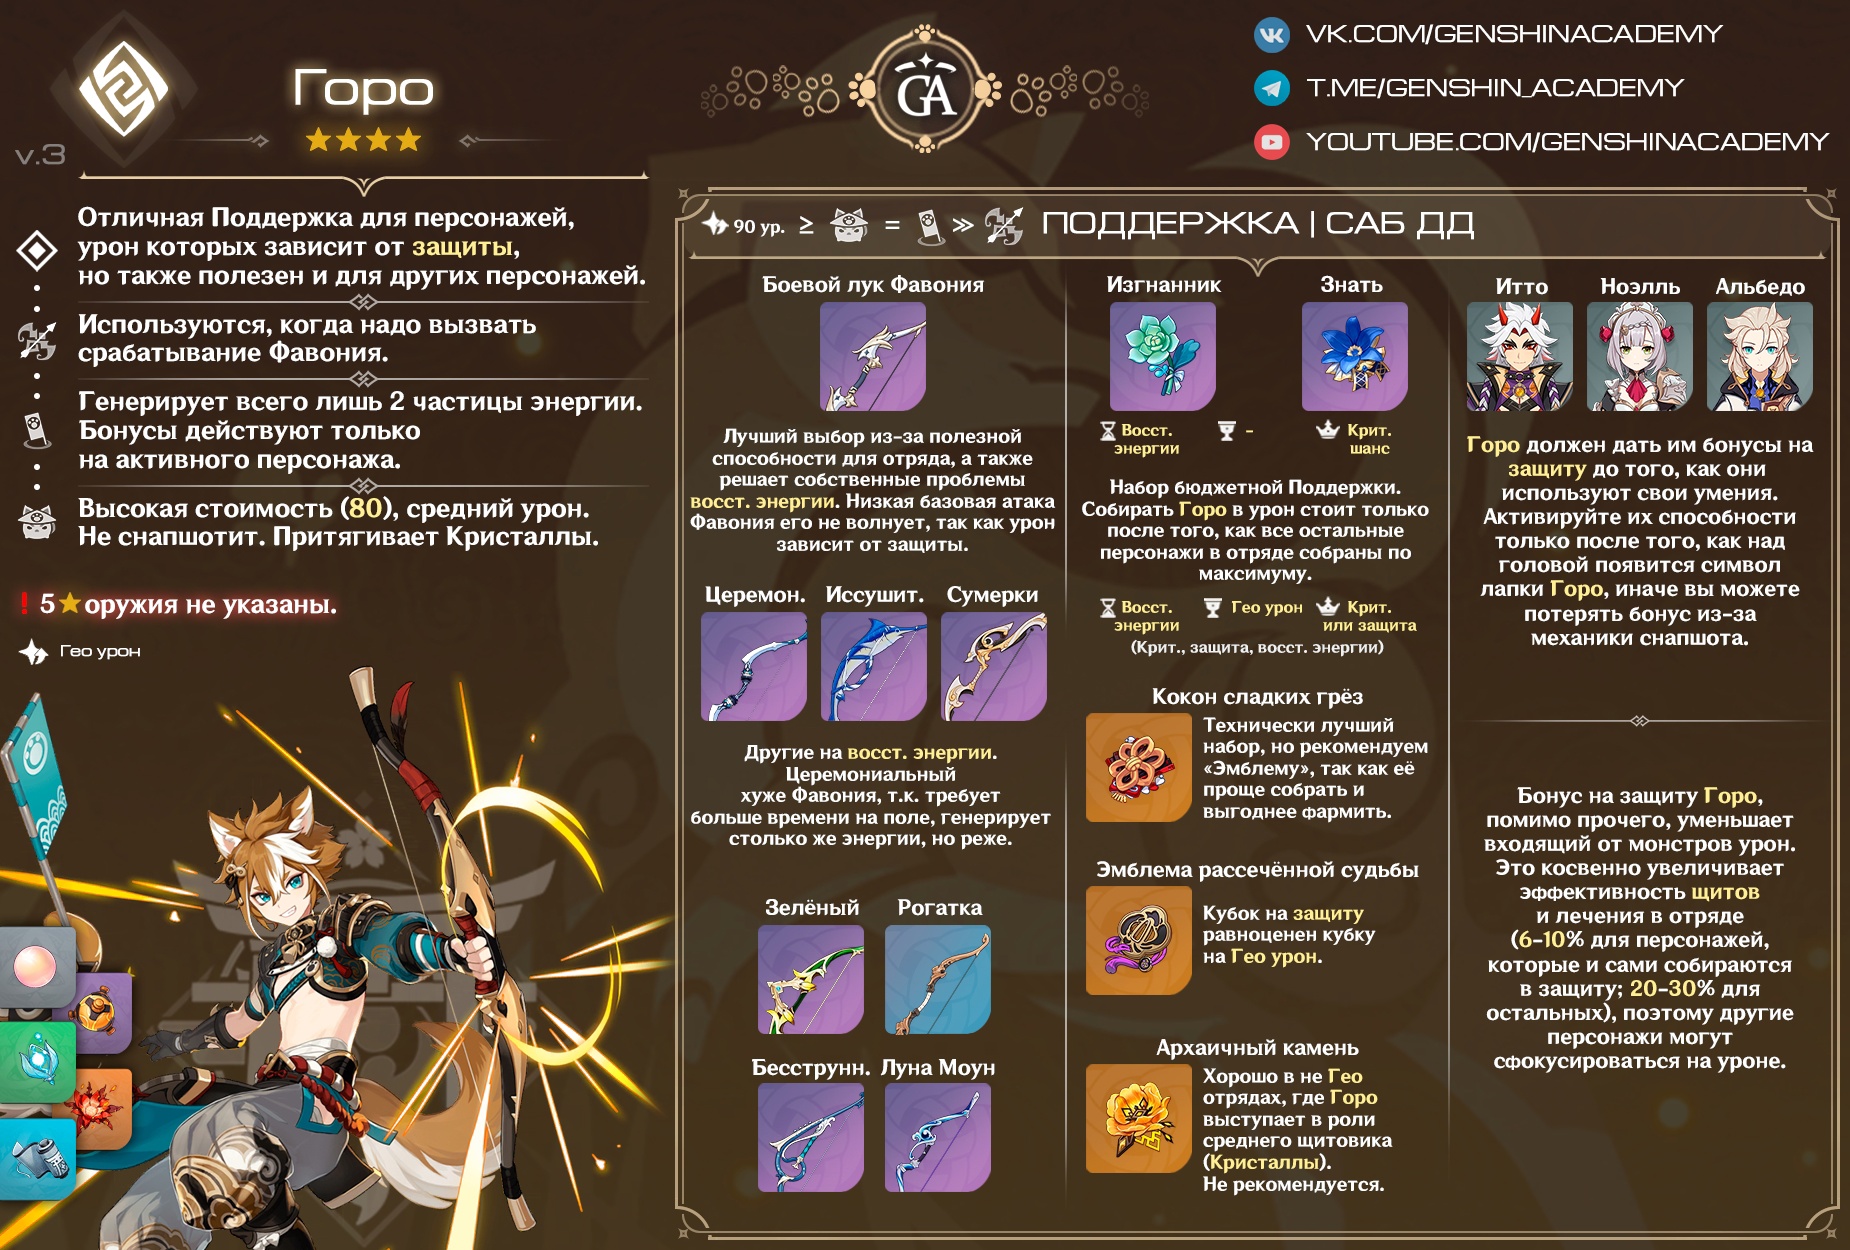 Горо
v.3
GA
VK.COM/GENSHINACADEMY
T.ME/GENSHIN_ACADEMY
YOUTUBE.COM/GENSHINACADEMY
Отличная Поддержка для персонажей,
урон которых зависит от защиты,
но также полезен и для других персонажей.
Используются, когда надо вызвать
срабатывание Фавония.
Генерирует всего лишь 2 частицы энергии.
Бонусы действуют только
на активного персонажа.
Высокая стоимость (80), средний урон.
Не снапшотит. Притягивает Кристаллы.
! 5 оружия не указаны.
Гео урон
90 ур. ≥ = ≫ ПОДДЕРЖКА | САБ ДД
Боевой лук Фавония
Лучший выбор из-за полезной
способности для отряда, а также
решает собственные проблемы
восст. энергии. Низкая базовая атака
Фавония его не волнует, так как урон
зависит от защиты.
Церемон. Иссушит. Сумерки
Другие на восст. энергии.
Церемониальный
хуже Фавония, т.к. требует
больше времени на поле, генерирует
столько же энергии, но реже.
Зелёный Рогатка
Бесструнн. Луна Моун
Изгнанник Знать
Восст. энергии
-
Крит. шанс
Набор бюджетной Поддержки.
Собирать Горо в урон стоит только
после того, как все остальные
персонажи в отряде собраны по
максимуму.
Восст. энергии
Гео урон
Крит. или защита
(Крит., защита, восст. энергии)
Кокон сладких грёз
Технически лучший
набор, но рекомендуем
«Эмблему», так как её
проще собрать и
выгоднее фармить.
Эмблема рассечённой судьбы
Кубок на защиту
равноценен кубку
на Гео урон.
Архаичный камень
Хорошо в не Гео
отрядах, где Горо
выступает в роли
среднего щитовика
(Кристаллы).
Не рекомендуется.
Итто Ноэлль Альбедо
Горо должен дать им бонусы на
защиту до того, как они
используют свои умения.
Активируйте их способности
только после того, как над
головой появится символ
лапки Горо, иначе вы можете
потерять бонус из-за
механики снапшота.
Бонус на защиту Горо,
помимо прочего, уменьшает
входящий от монстров урон.
Это косвенно увеличивает
эффективность щитов
и лечения в отряде
(6-10% для персонажей,
которые и сами собираются
в защиту; 20-30% для
остальных), поэтому другие
персонажи могут
сфокусироваться на уроне.